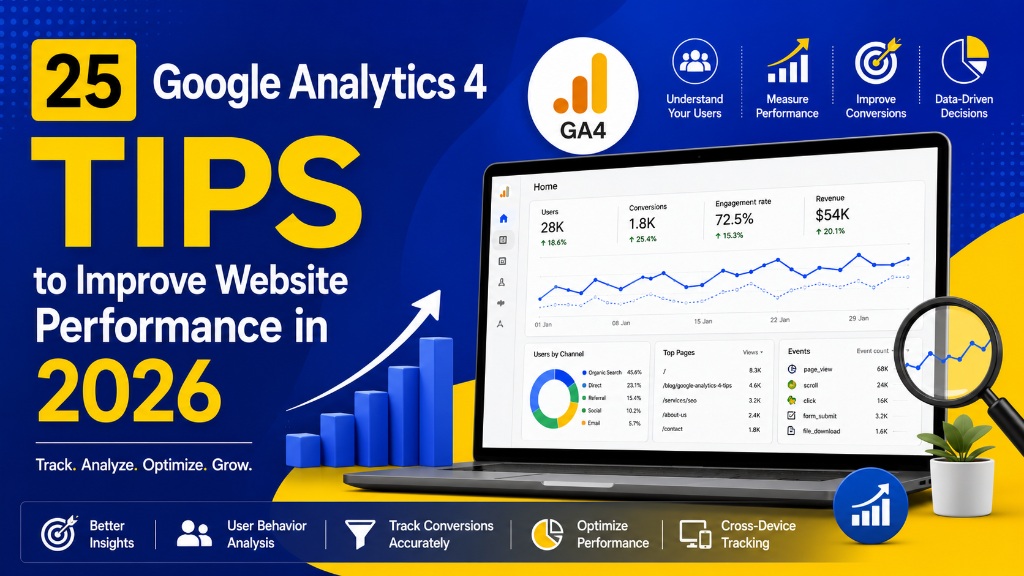 25
Google Analytics 4
TIPS
to Improve Website
Performance in
2026
Track. Analyze. Optimize. Grow.
GA4
Understand
Your Users
Measure
Performance
Improve
Conversions
Data-Driven
Decisions
Home
Users
28K
↑ 18.6%
Conversions
1.8K
↑ 25.4%
Engagement rate
72.5%
↑ 15.3%
Revenue
$54K
↑ 20.1%
01 Jan
08 Jan
15 Jan
22 Jan
29 Jan
Users by Channel
Organic Search 45.6%
Direct 23.1%
Referral 15.4%
Social 10.2%
Email 5.7%
Top Pages Views
/ 8.3K
/blog/google-analytics-4-tips 4.6K
/services/seo 3.2K
/about-us 2.4K
/contact 1.8K
Events Event count
page_view 68K
scroll 24K
click 16K
form_submit 3.2K
file_download 1.6K
Better
Insights
User Behavior
Analysis
Track Conversions
Accurately
Optimize
Performance
Cross-Device
Tracking